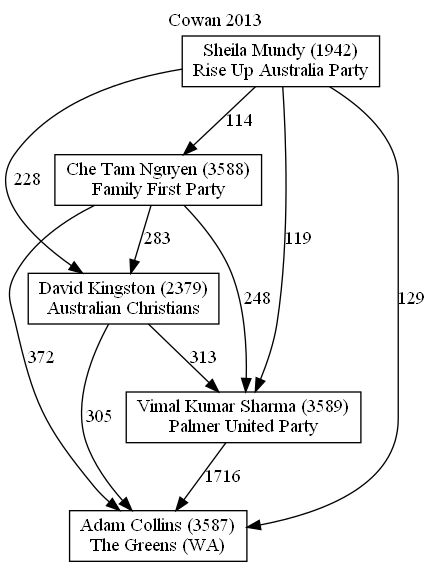 Cowan 2013
Sheila Mundy (1942)
Rise Up Australia Party
114
Che Tam Nguyen (3588)
Family First Party
228
283
119
David Kingston (2379)
Australian Christians
248
129
372
313
305
Vimal Kumar Sharma (3589)
Palmer United Party
1716
Adam Collins (3587)
The Greens (WA)